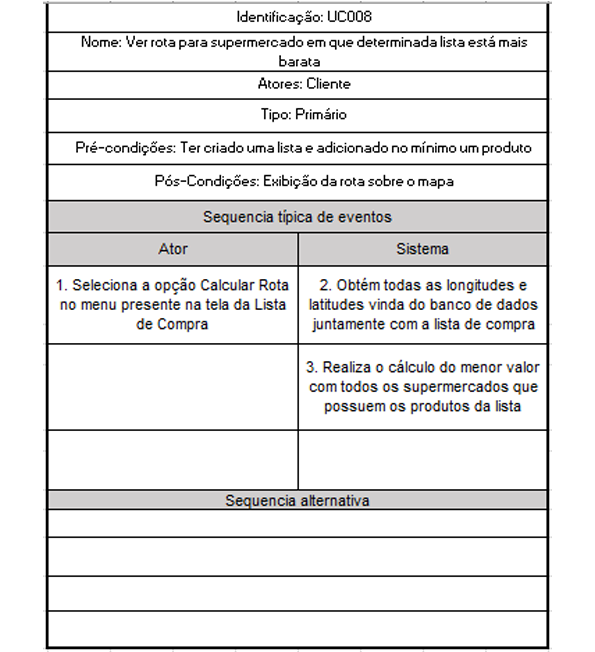 Identificação: UC008
Nome: Ver rota para supermercado em que determinada lista está mais
barata
Atores: Cliente
Tipo: Primário
Pré-condições: Ter criado uma lista e adicionado no mínimo um produto
Pós-Condições: Exibição da rota sobre o mapa
Sequencia típica de eventos
Ator
Sistema
1. Seleciona a opção Calcular Rota
no menu presente na tela da Lista
de Compra
2. Obtém todas as longitudes e
latitudes vinda do banco de dados
juntamente com a lista de compra
3. Realiza o cálculo do menor valor
com todos os supermercados que
possuem os produtos da lista
Sequencia alternativa